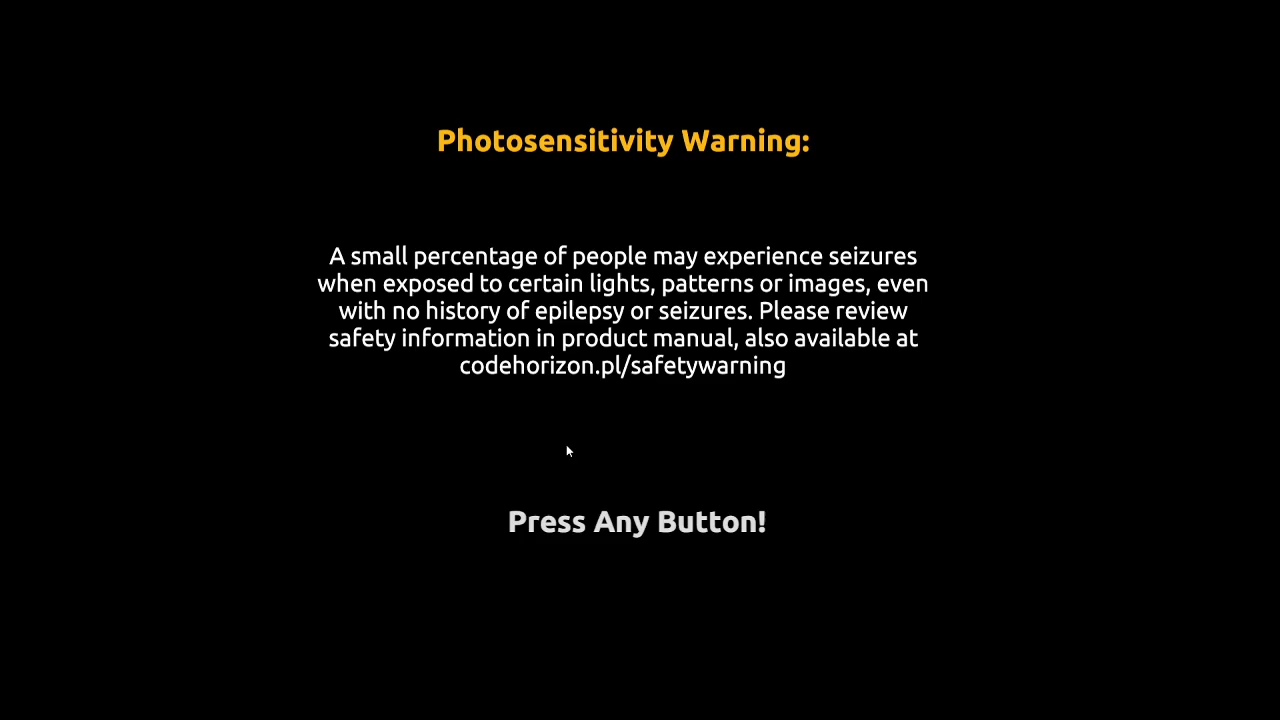 Photosensitivity Warning:
A small percentage of people may experience seizures
when exposed to certain lights, patterns or images, even
with no history of epilepsy or seizures. Please review
safety information in product manual, also available at
codehorizon.pl/safetywarning
Press Any Button!